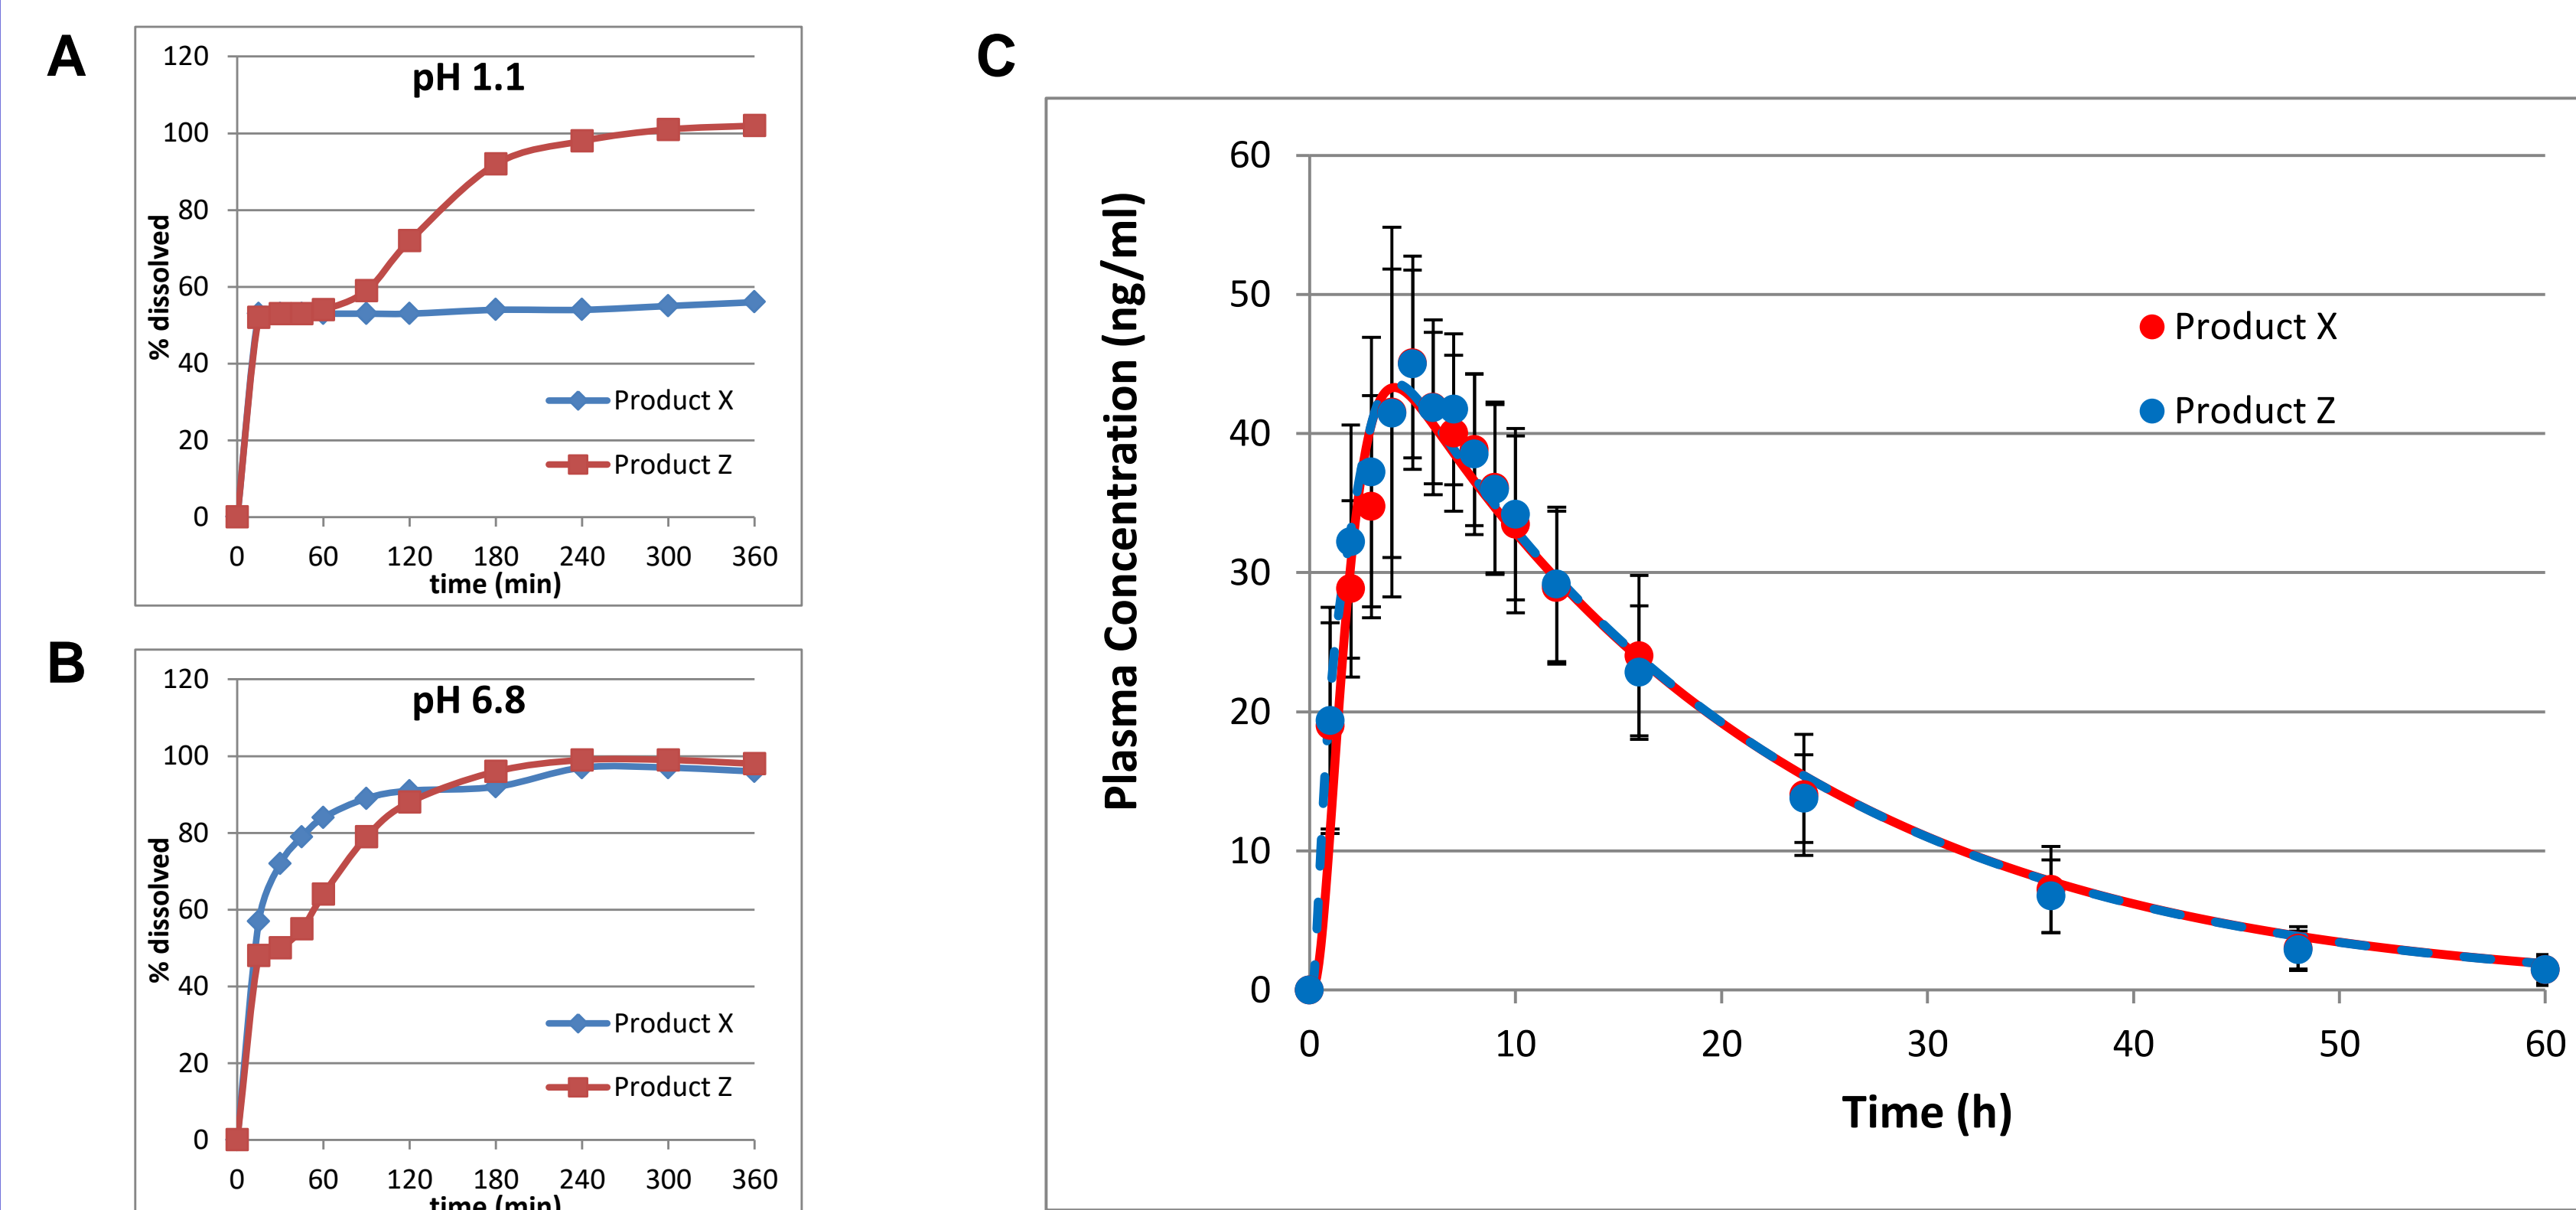 A
pH 1.1
120
100
80
60
40
20
0
% dissolved
Product X
Product Z
0 60 120 180 240 300 360
time (min)
B
pH 6.8
120
100
80
60
40
20
0
% dissolved
Product X
Product Z
0 60 120 180 240 300 360
time (min)
C
60
50
40
30
20
10
0
Plasma Concentration (ng/ml)
Product X
Product Z
0 10 20 30 40 50 60
Time (h)